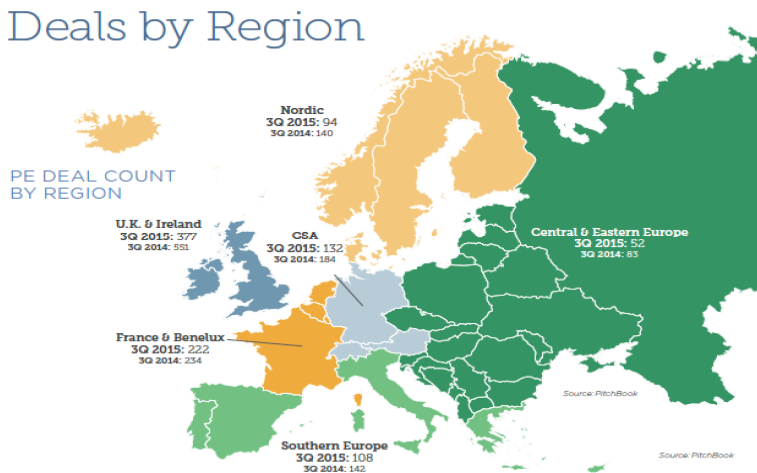 Deals by Region
PE DEAL COUNT
BY REGION
Nordic
3Q 2015: 94
3Q 2014: 140
U.K. & Ireland
3Q 2015: 377
3Q 2014: 551
GSA
3Q 2015: 132
3Q 2014: 184
Central & Eastern Europe
3Q 2015: 52
3Q 2014: 83
France & Benelux
3Q 2015: 222
3Q 2014: 234
Southern Europe
3Q 2015: 108
3Q 2014: 142
Source: PitchBook
Source: PitchBook